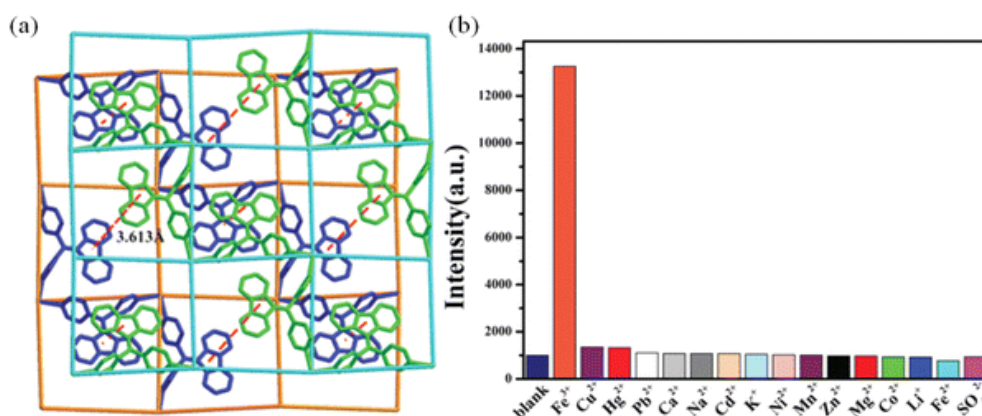 (a)
3.613Å
(b)
Intensity(a.u.)
14000
12000
10000
8000
6000
4000
2000
0
blank
Fe³⁺
Cu²⁺
Hg²⁺
Pb²⁺
Ca²⁺
Na²⁺
Cd²⁺
K⁺
Ni²⁺
Mn²⁺
Zn²⁺
Mg²⁺
Co²⁺
Li⁺
Fe²⁺